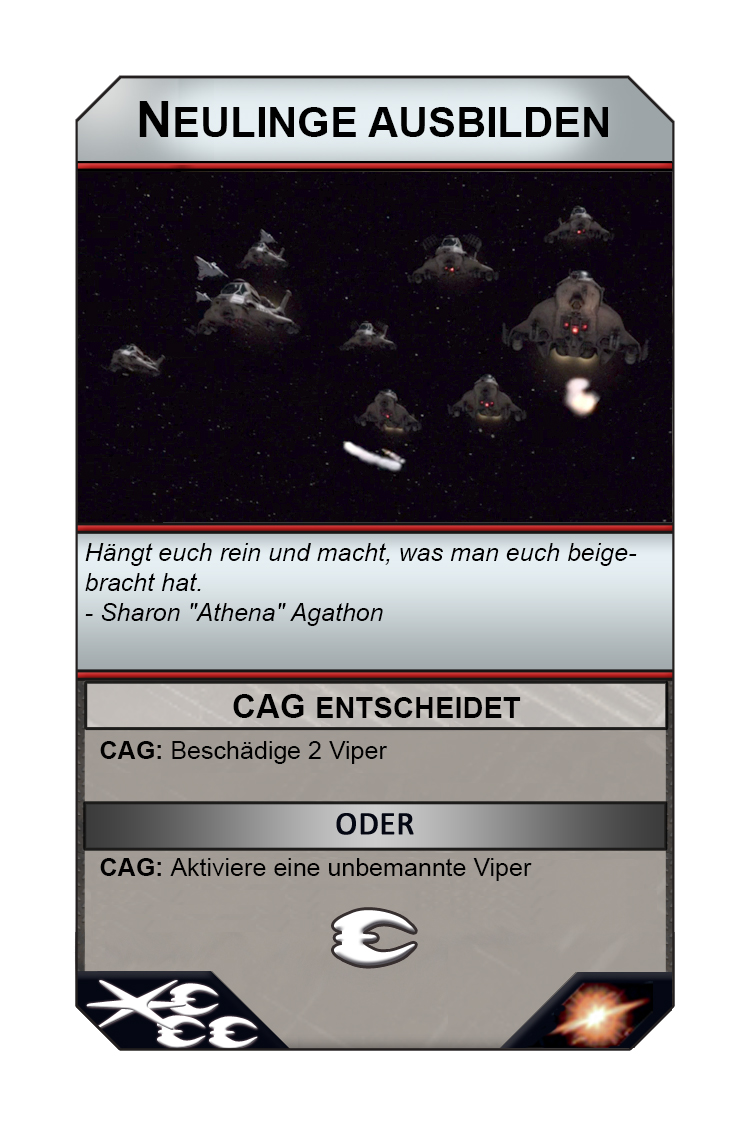 NEULINGE AUSBILDEN
Hängt euch rein und macht, was man euch beige-
bracht hat.
- Sharon "Athena" Agathon
CAG ENTSCHEIDET
CAG: Beschädige 2 Viper
ODER
CAG: Aktiviere eine unbemannte Viper